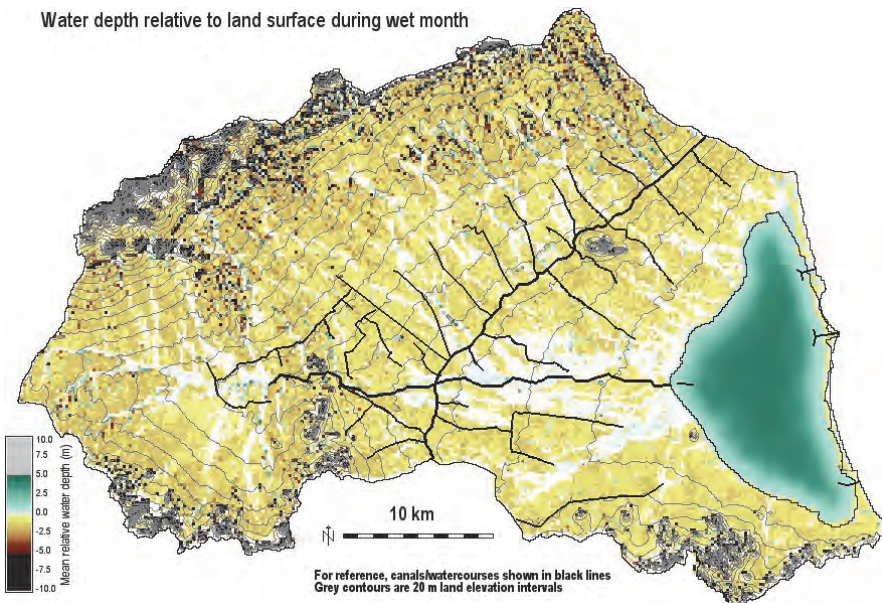 Water depth relative to land surface during wet month
10.0
7.5
5.0
2.5
0.0
-2.5
-5.0
-7.5
-10.0
Mean relative water depth (m)
N
10 km
For reference, canals/watercourses shown in black lines
Grey contours are 20 m land elevation intervals